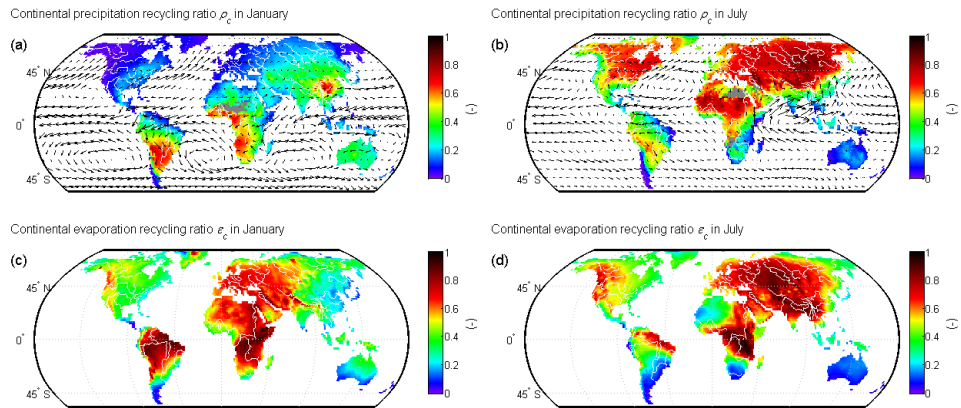 Continental precipitation recycling ratio ρc in January
(a)
45° N
0°
45° S
1
0.8
0.6
0.4
0.2
0
(-)
Continental precipitation recycling ratio ρc in July
(b)
45° N
0°
45° S
1
0.8
0.6
0.4
0.2
0
(-)
Continental evaporation recycling ratio εc in January
(c)
45° N
0°
45° S
1
0.8
0.6
0.4
0.2
0
(-)
Continental evaporation recycling ratio εc in July
(d)
45° N
0°
45° S
1
0.8
0.6
0.4
0.2
0
(-)